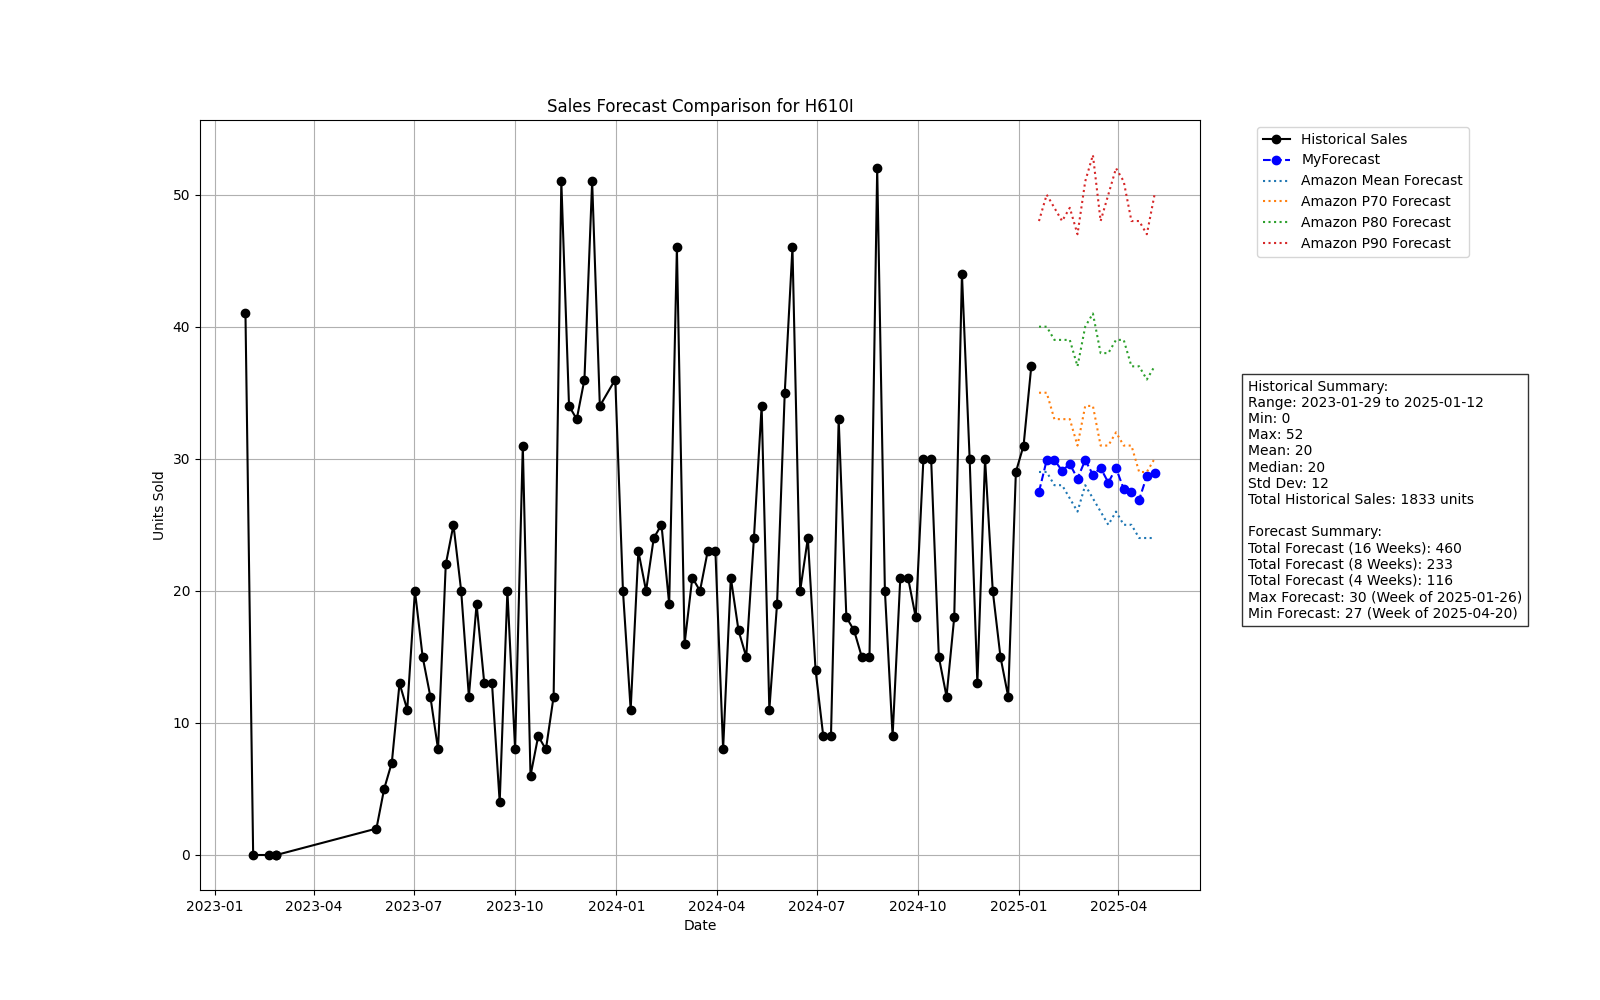 Sales Forecast Comparison for H610I
Units Sold
50
40
30
20
10
0
2023-01 2023-04 2023-07 2023-10 2024-01 2024-04 2024-07 2024-10 2025-01 2025-04
Date
Historical Sales
MyForecast
Amazon Mean Forecast
Amazon P70 Forecast
Amazon P80 Forecast
Amazon P90 Forecast
Historical Summary:
Range: 2023-01-29 to 2025-01-12
Min: 0
Max: 52
Mean: 20
Median: 20
Std Dev: 12
Total Historical Sales: 1833 units
Forecast Summary:
Total Forecast (16 Weeks): 460
Total Forecast (8 Weeks): 233
Total Forecast (4 Weeks): 116
Max Forecast: 30 (Week of 2025-01-26)
Min Forecast: 27 (Week of 2025-04-20)